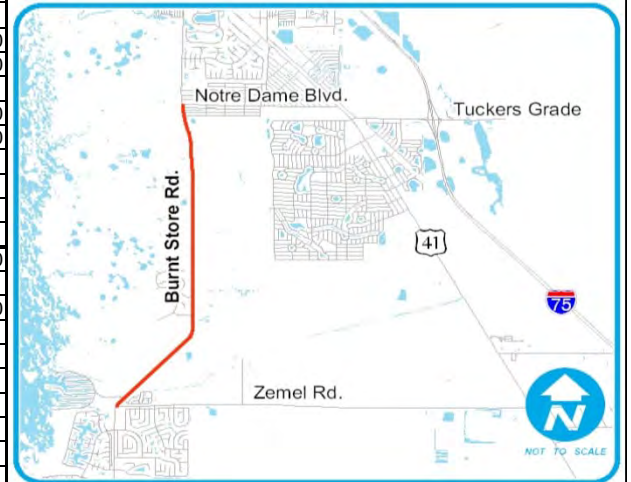 Notre Dame Blvd.
Tuckers Grade
Burnt Store Rd.
41
75
Zemel Rd.
N
NOT TO SCALE